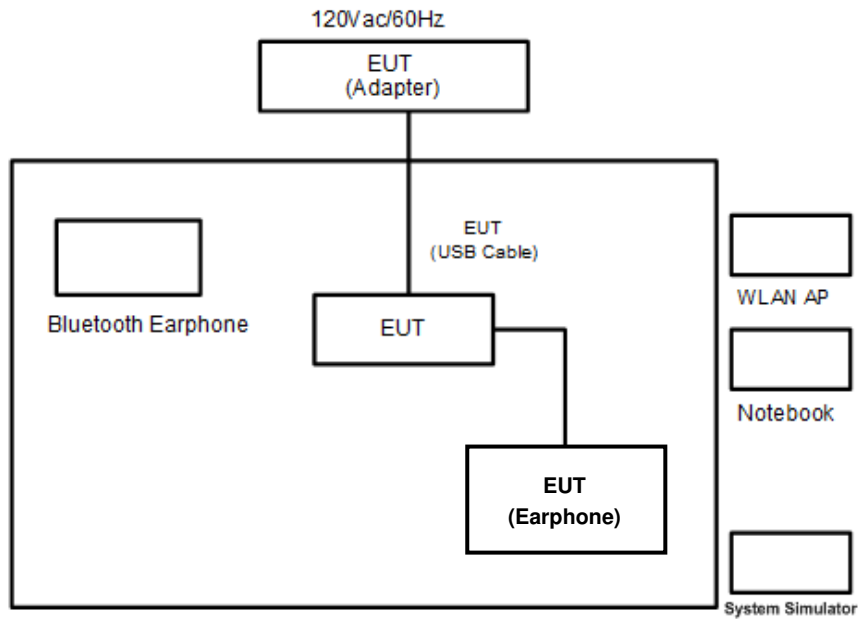 120Vac/60Hz
EUT
(Adapter)
EUT
(USB Cable)
WLAN AP
Bluetooth Earphone
EUT
Notebook
EUT
(Earphone)
System Simulator